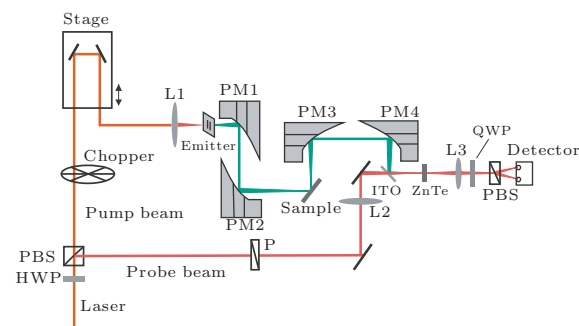 Stage
L1
PM1
PM3
PM4
Emitter
L3
QWP
Detector
Chopper
Sample
ITO
ZnTe
PBS
Pump beam
PM2
L2
PBS
P
HWP
Probe beam
Laser